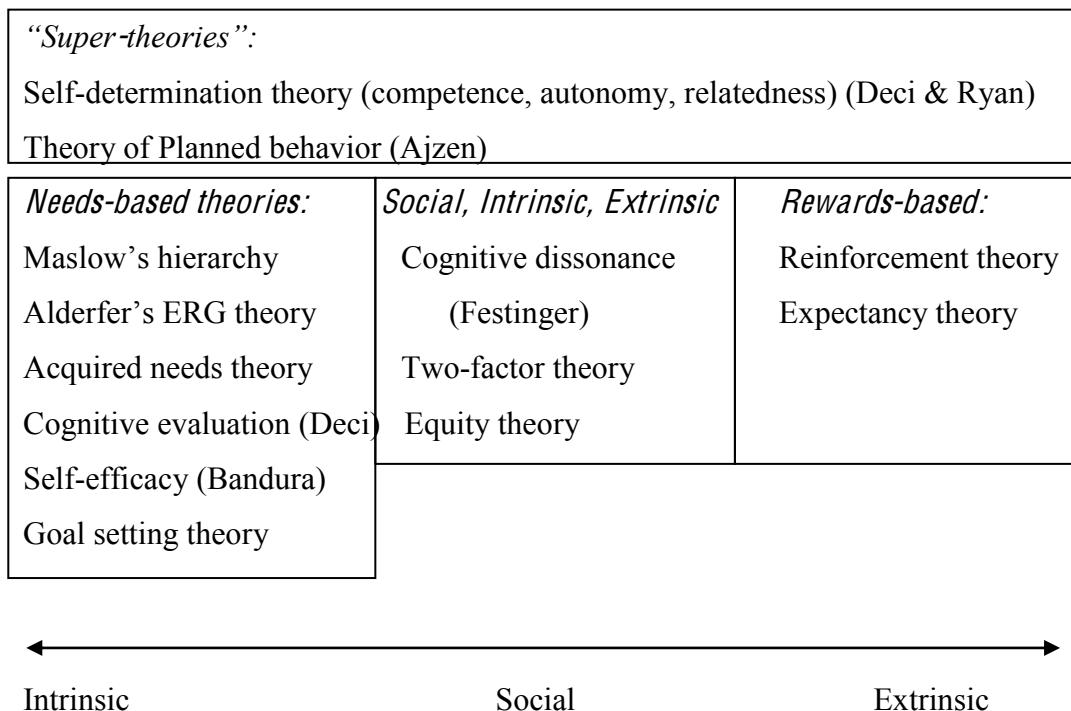 “Super-theories”:
Self-determination theory (competence, autonomy, relatedness) (Deci & Ryan)
Theory of Planned behavior (Ajzen)
Needs-based theories:
Maslow’s hierarchy
Alderfer’s ERG theory
Acquired needs theory
Cognitive evaluation (Deci)
Self-efficacy (Bandura)
Goal setting theory
Social, Intrinsic, Extrinsic
Cognitive dissonance
(Festinger)
Two-factor theory
Equity theory
Rewards-based:
Reinforcement theory
Expectancy theory
Intrinsic
Social
Extrinsic